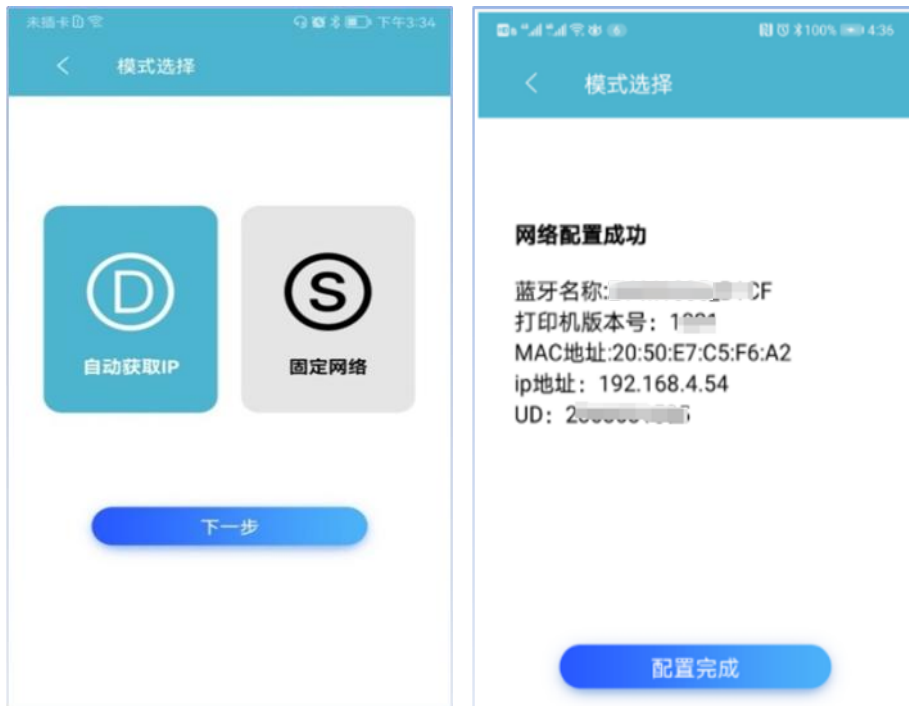 未插卡
下午3:34
模式选择
D
自动获取IP
S
固定网络
下一步
100% 4:36
模式选择
网络配置成功
蓝牙名称: CF
打印机版本号：1
MAC地址:20:50:E7:C5:F6:A2
ip地址：192.168.4.54
UD：2
配置完成